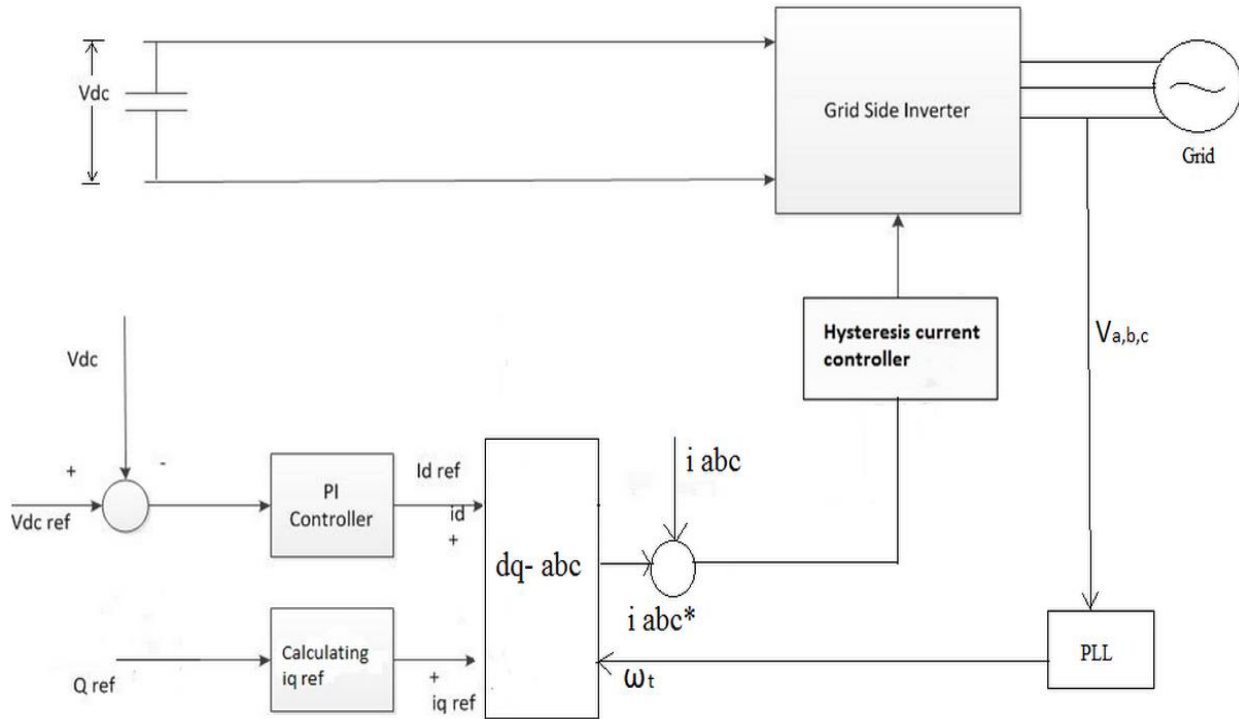 Vdc
Grid Side Inverter
Grid
Hysteresis current
controller
Va,b,c
Vdc
+
-
Vdc ref
PI
Controller
Id ref
id
+
i abc
dq- abc
i abc*
Q ref
Calculating
iq ref
+
iq ref
ωt
PLL